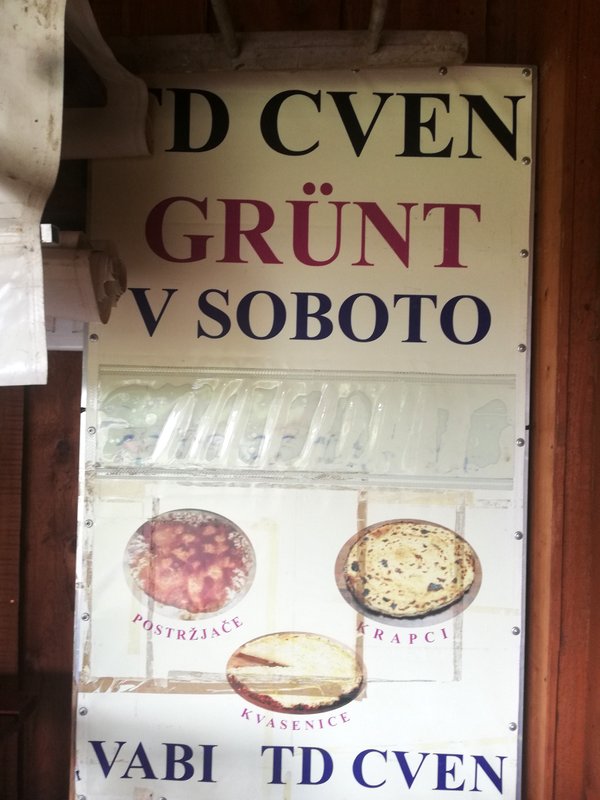 TD CVEN
GRÜNT
V SOBOTO
POSTRŽJAČE
KRAPCI
KVASENICE
VABI TD CVEN